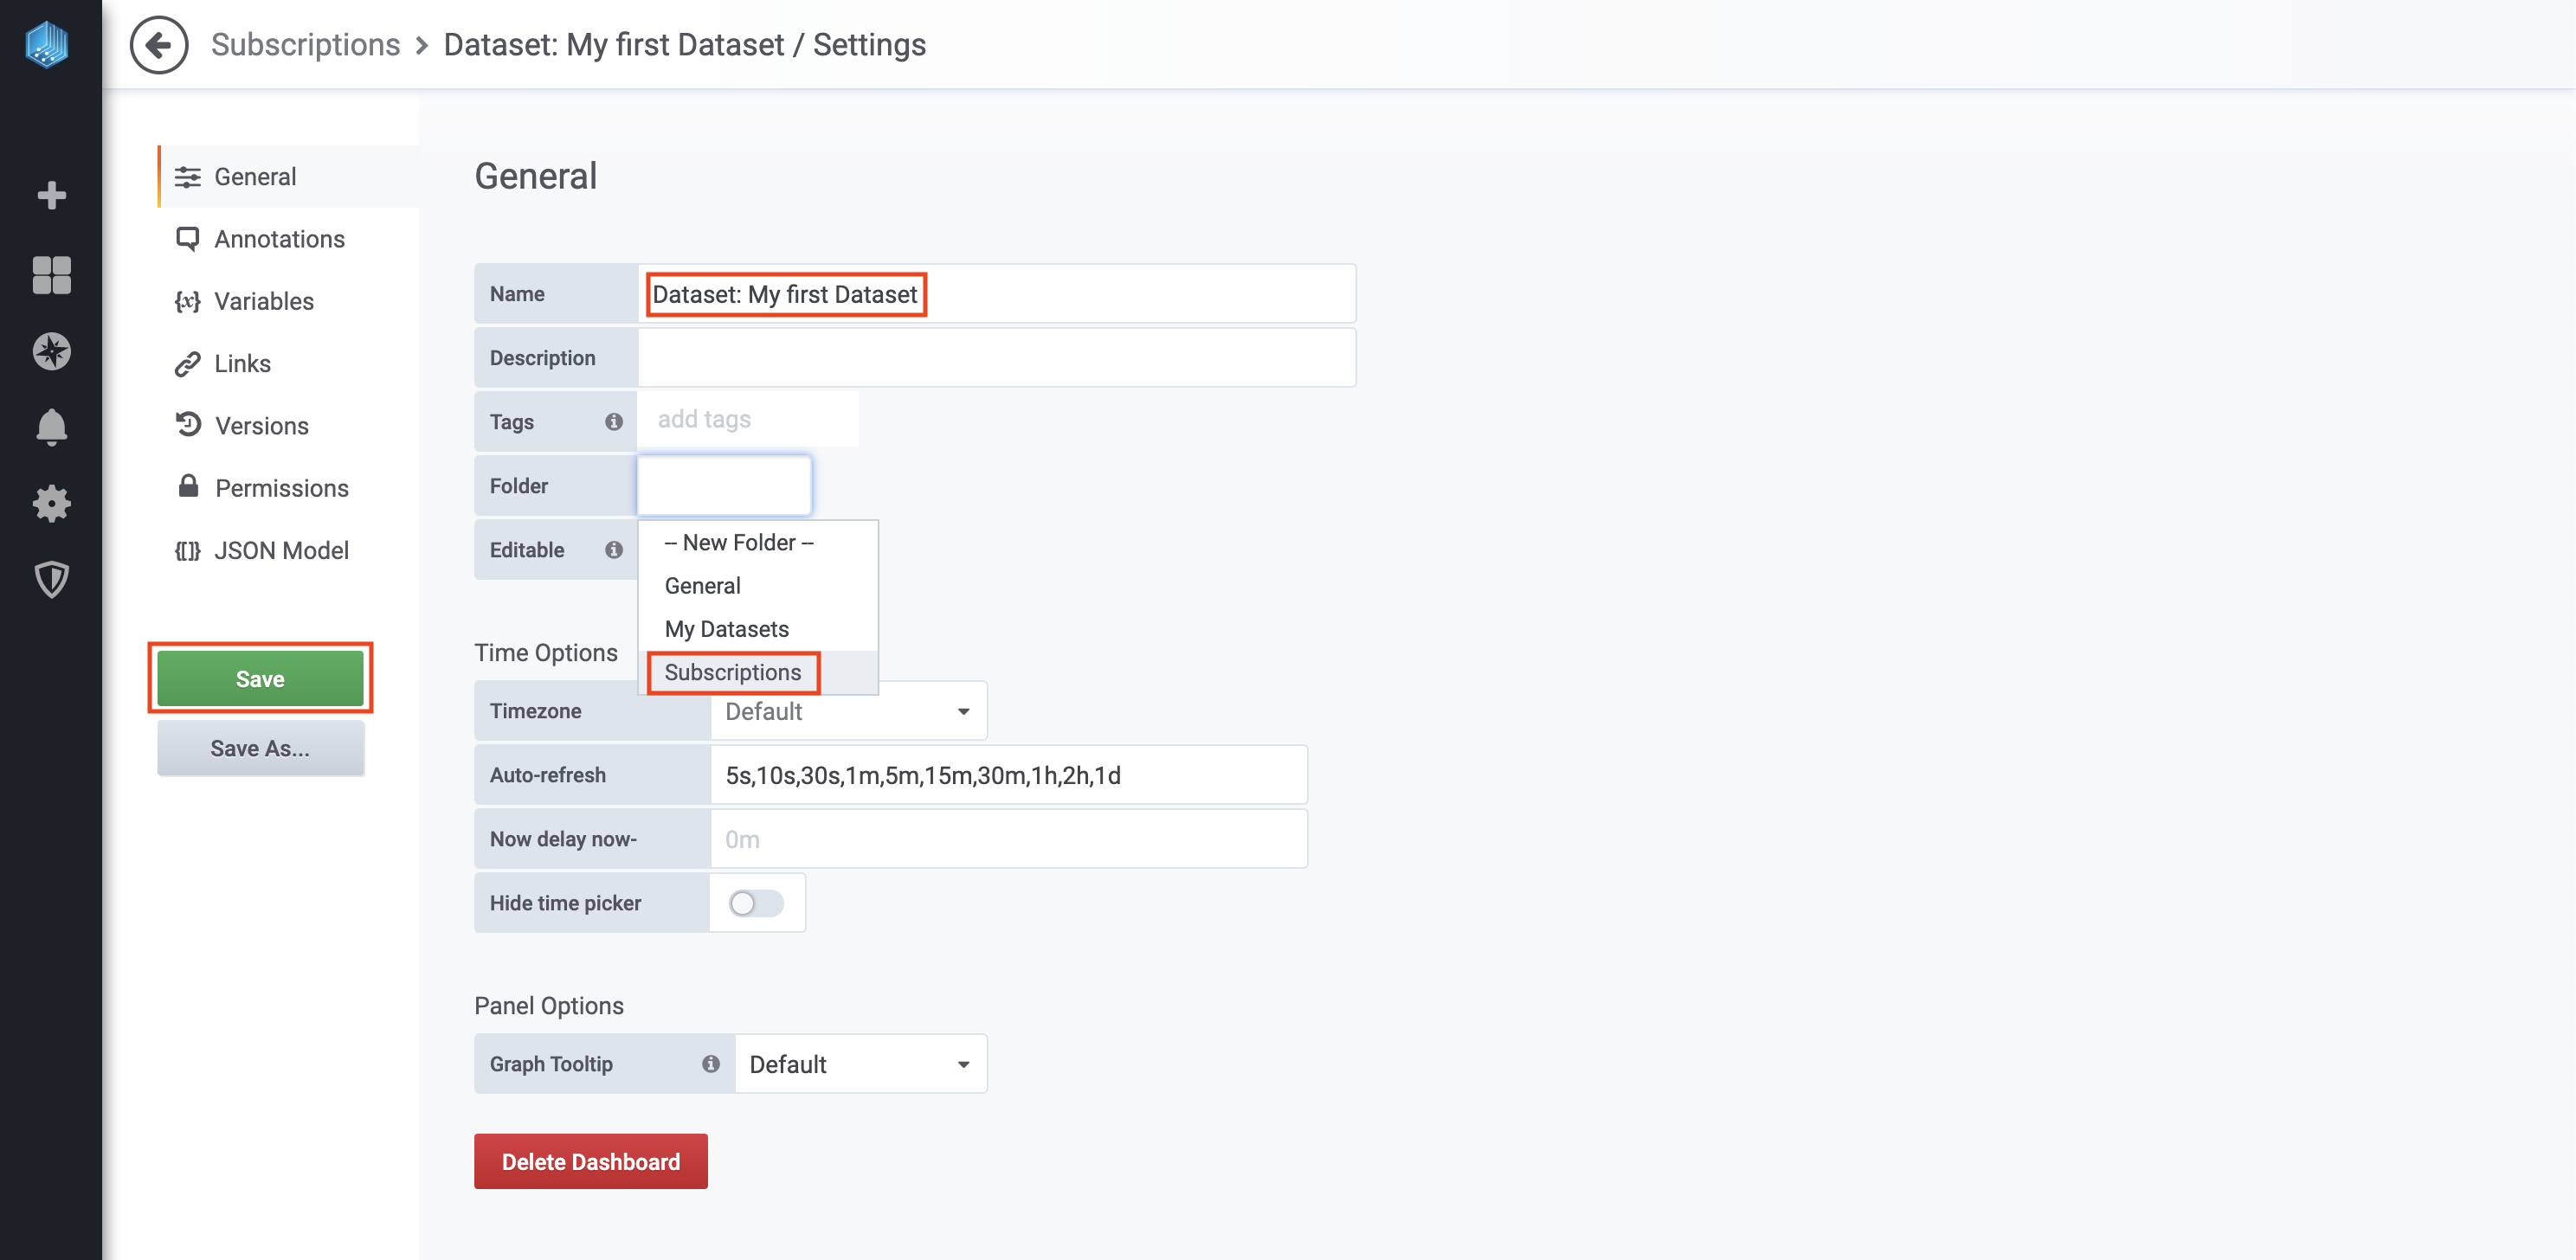 Subscriptions > Dataset: My first Dataset / Settings
General
Annotations
Variables
Links
Versions
Permissions
JSON Model
Save
Save As...
General
Name
Dataset: My first Dataset
Description
Tags
add tags
Folder
-- New Folder --
General
My Datasets
Subscriptions
Editable
Time Options
Timezone
Default
Auto-refresh
5s,10s,30s,1m,5m,15m,30m,1h,2h,1d
Now delay now-
0m
Hide time picker
Panel Options
Graph Tooltip
Default
Delete Dashboard